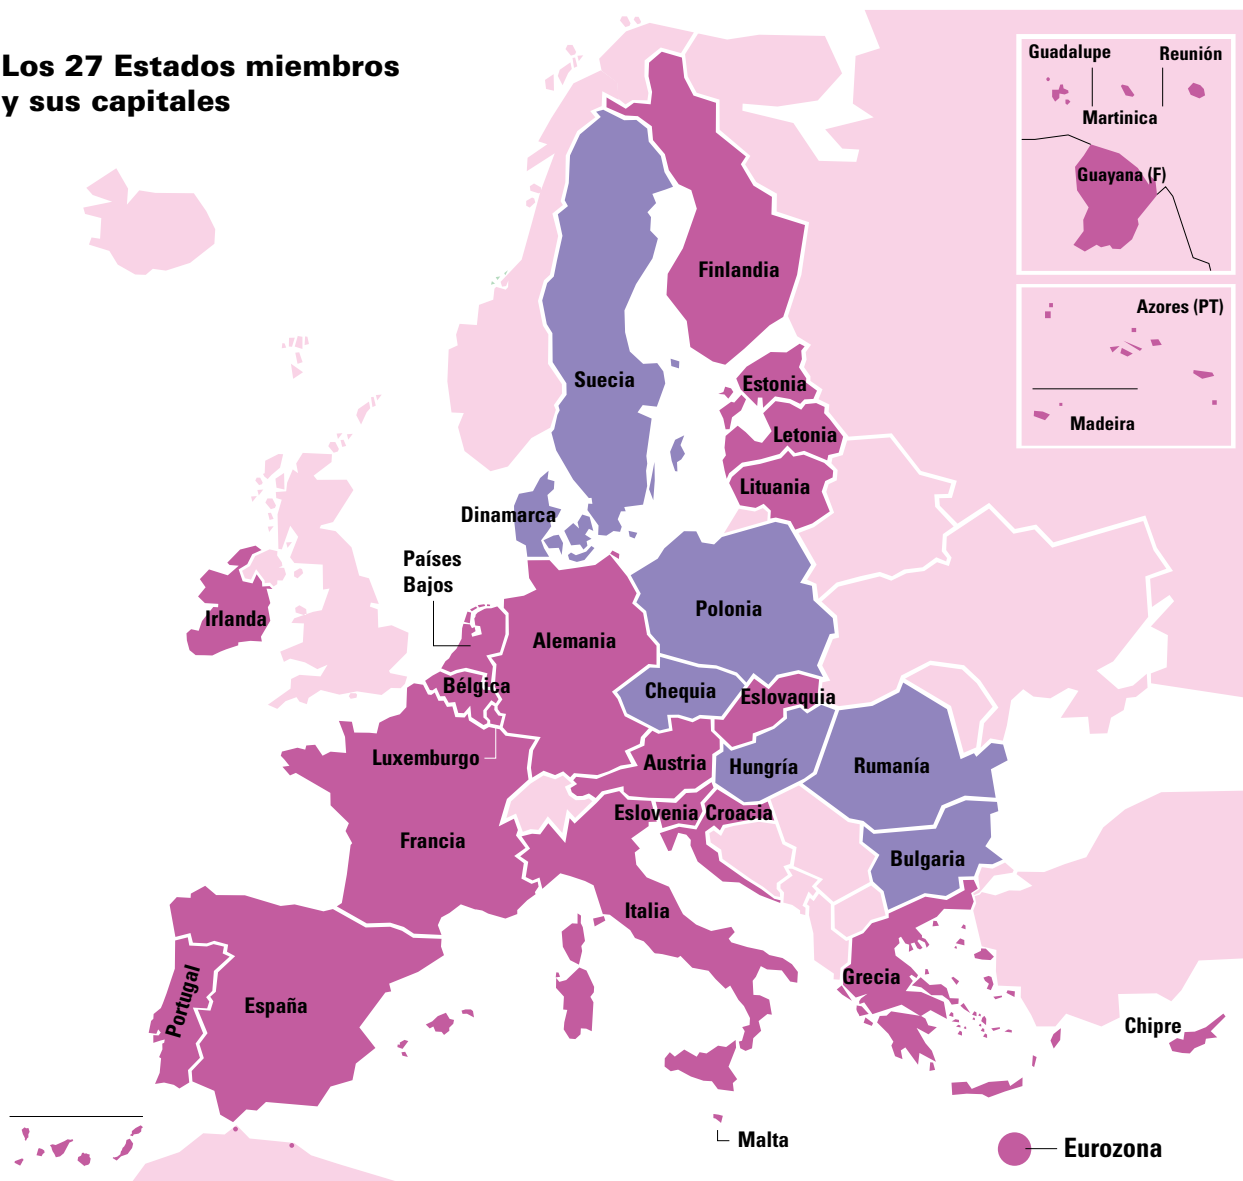 Los 27 Estados miembros
y sus capitales
Guadalupe
Reunión
Martinica
Guayana (F)
Azores (PT)
Madeira
Finlandia
Suecia
Estonia
Letonia
Lituania
Dinamarca
Países
Bajos
Irlanda
Polonia
Alemania
Bélgica
Chequia
Eslovaquia
Luxemburgo
Austria
Hungría
Rumanía
Eslovenia
Croacia
Francia
Bulgaria
Italia
Portugal
España
Grecia
Chipre
Malta
Eurozona